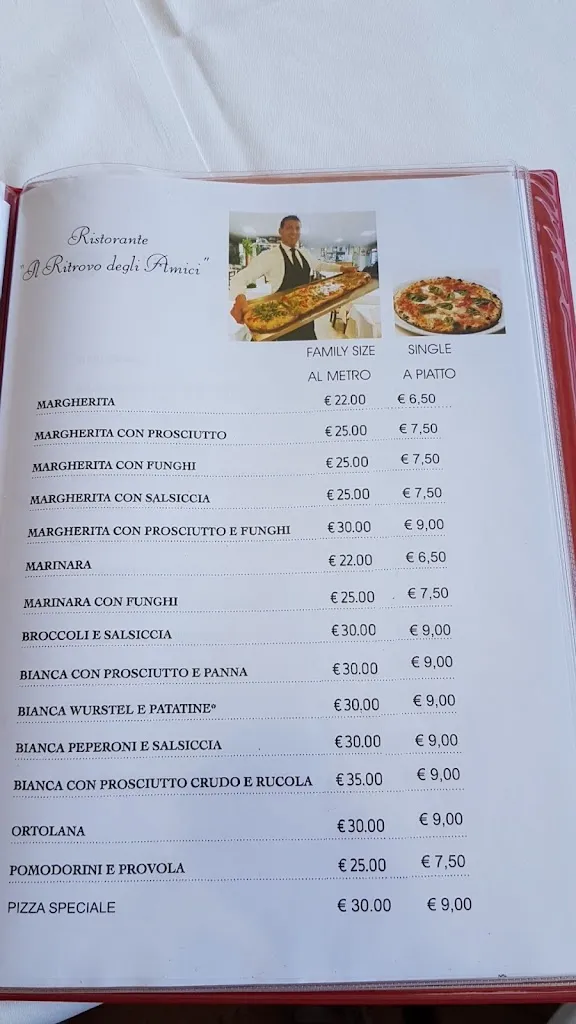 Ristorante
"Il Ritrovo degli Amici"
FAMILY SIZE SINGLE
AL METRO A PIATTO
MARGHERITA € 22.00 € 6,50
MARGHERITA CON PROSCIUTTO € 25.00 € 7,50
MARGHERITA CON FUNGHI € 25.00 € 7,50
MARGHERITA CON SALSICCIA € 25.00 € 7,50
MARGHERITA CON PROSCIUTTO E FUNGHI € 30.00 € 9,00
MARINARA € 22.00 € 6,50
MARINARA CON FUNGHI € 25.00 € 7,50
BROCCOLI E SALSICCIA € 30.00 € 9,00
BIANCA CON PROSCIUTTO E PANNA € 30.00 € 9,00
BIANCA WURSTEL E PATATINE* € 30.00 € 9,00
BIANCA PEPERONI E SALSICCIA € 30.00 € 9,00
BIANCA CON PROSCIUTTO CRUDO E RUCOLA € 35.00 € 9,00
ORTOLANA € 30.00 € 9,00
POMODORINI E PROVOLA € 25.00 € 7,50
PIZZA SPECIALE € 30.00 € 9,00